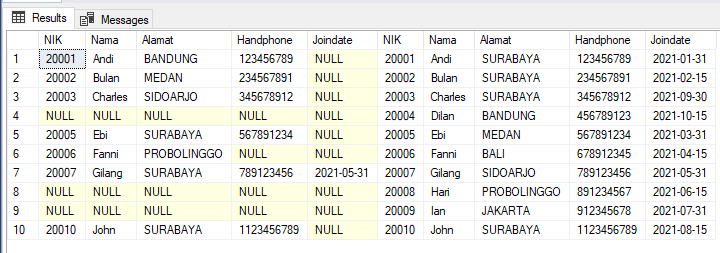 Results Messages
NIK Nama Alamat Handphone Joindate NIK Nama Alamat Handphone Joindate
1 20001 Andi BANDUNG 123456789 NULL 20001 Andi SURABAYA 123456789 2021-01-31
2 20002 Bulan MEDAN 234567891 NULL 20002 Bulan SURABAYA 234567891 2021-02-15
3 20003 Charles SIDOARJO 345678912 NULL 20003 Charles SURABAYA 345678912 2021-09-30
4 NULL NULL NULL NULL NULL 20004 Dilan BANDUNG 456789123 2021-10-15
5 20005 Ebi SURABAYA 567891234 NULL 20005 Ebi MEDAN 567891234 2021-03-31
6 20006 Fanni PROBOLINGGO NULL NULL 20006 Fanni BALI 678912345 2021-04-15
7 20007 Gilang SURABAYA 789123456 2021-05-31 20007 Gilang SIDOARJO 789123456 2021-05-31
8 NULL NULL NULL NULL NULL 20008 Hari PROBOLINGGO 891234567 2021-06-15
9 NULL NULL NULL NULL NULL 20009 Ian JAKARTA 912345678 2021-07-31
10 20010 John SURABAYA 1123456789 NULL 20010 John SURABAYA 1123456789 2021-08-15